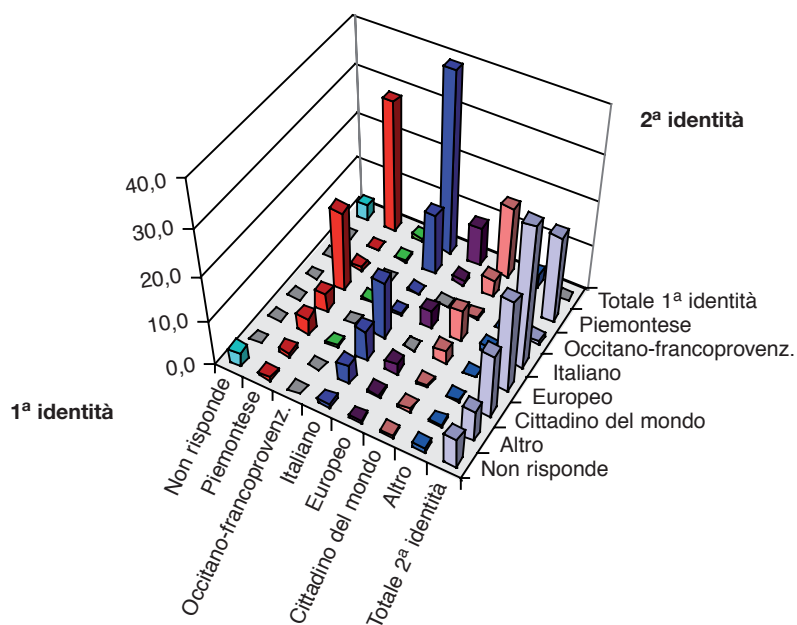 2ª identità
40,0
30,0
20,0
10,0
0,0
1ª identità
Non risponde
Piemontese
Occitano-francoprovenz.
Italiano
Europeo
Cittadino del mondo
Altro
Totale 2ª identità
Totale 1ª identità
Piemontese
Occitano-francoprovenz.
Italiano
Europeo
Cittadino del mondo
Altro
Non risponde